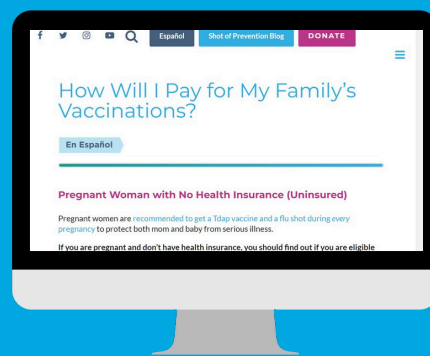 Español
Shot of Prevention Blog
DONATE
How Will I Pay for My Family's
Vaccinations?
En Español
Pregnant Woman with No Health Insurance (Uninsured)
Pregnant women are recommended to get a Tdap vaccine and a flu shot during every
pregnancy to protect both mom and baby from serious illness.
If you are pregnant and don't have health insurance, you should find out if you are eligible